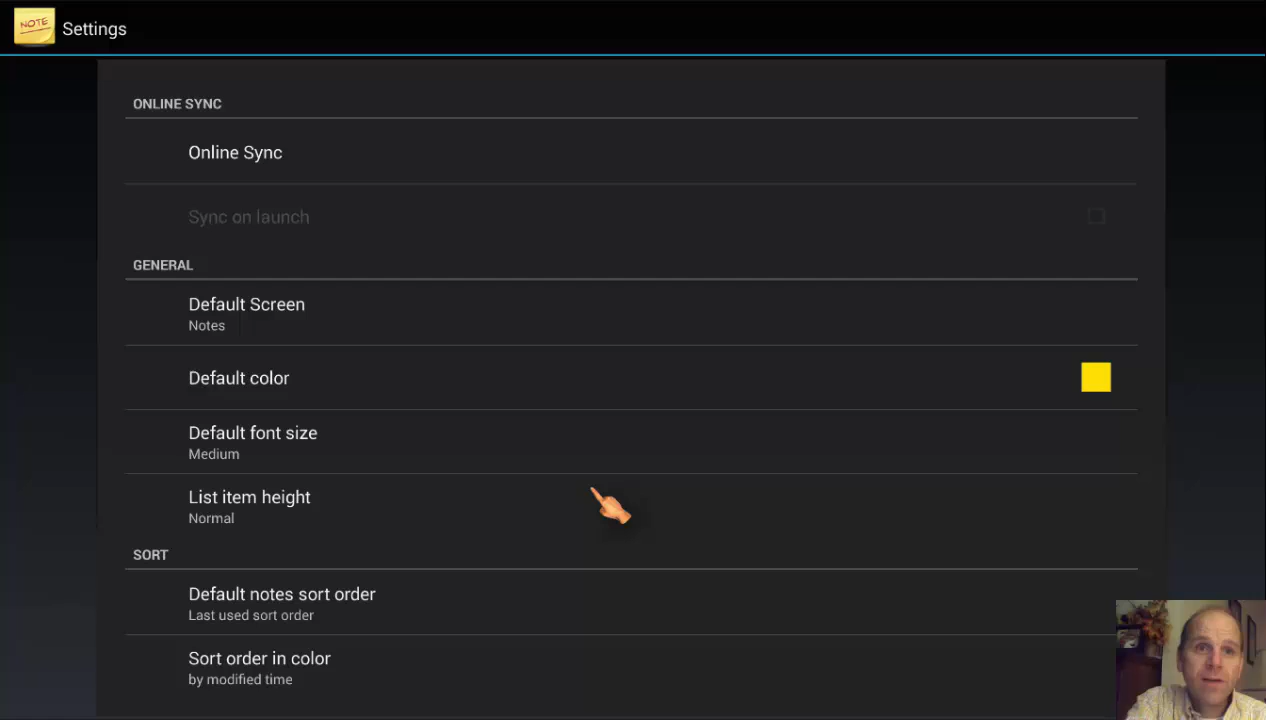 NOTE
Settings
ONLINE SYNC
Online Sync
Sync on launch
GENERAL
Default Screen
Notes
Default color
Default font size
Medium
List item height
Normal
SORT
Default notes sort order
Last used sort order
Sort order in color
by modified time